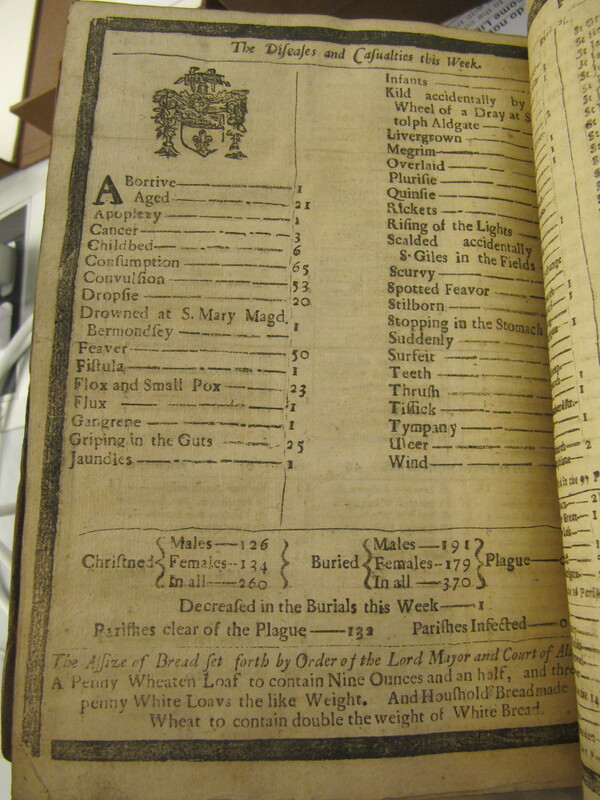 The Diſeaſes and Caſualties this Week.
ABortive 1
Aged 21
Apoplexy 1
Cancer 3
Childbed 6
Conſumption 65
Convulſion 53
Dropſie 20
Drowned at S. Mary Magd.
Bermondſey 1
Feaver 50
Fiſtula 1
Flox and Small Pox 23
Flux 1
Gangrene 1
Griping in the Guts 25
Jaundies 1
Infants
Kild accidentally by
Wheel of a Dray at S
tolph Aldgate
Livergrown
Megrim
Overlaid
Pluriſie
Quinſie
Rickets
Riſing of the Lights
Scalded accidentally
S. Giles in the Fields
Scurvy
Spotted Feavor
Stilborn
Stopping in the Stomach
Suddenly
Surfeit
Teeth
Thruſh
Tiſſick
Tympany
Ulcer
Wind
Chriſtned
Males—126
Females--134
In all—260
Buried
Males—191
Females--179
In all—370
Plague—
Decreaſed in the Burials this Week—1
Pariſhes clear of the Plague—132 Pariſhes Infected—0
The Aſſize of Bread ſet forth by Order of the Lord Mayor and Court of Al
A Penny Wheaten Loaf to contain Nine Ounces and an half, and three
penny White Loavs the like Weight. And Houſhold Bread made
Wheat to contain double the weight of White Bread.